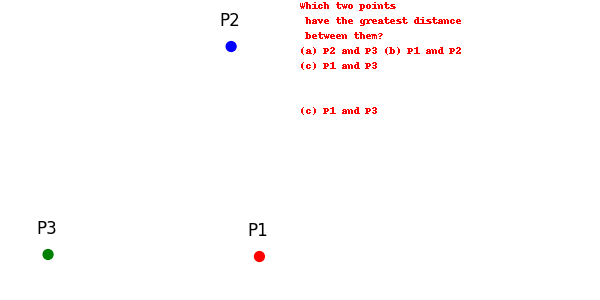 P2
Which two points
have the greatest distance
between them?
(a) P2 and P3 (b) P1 and P2
(c) P1 and P3
(c) P1 and P3
P3
P1